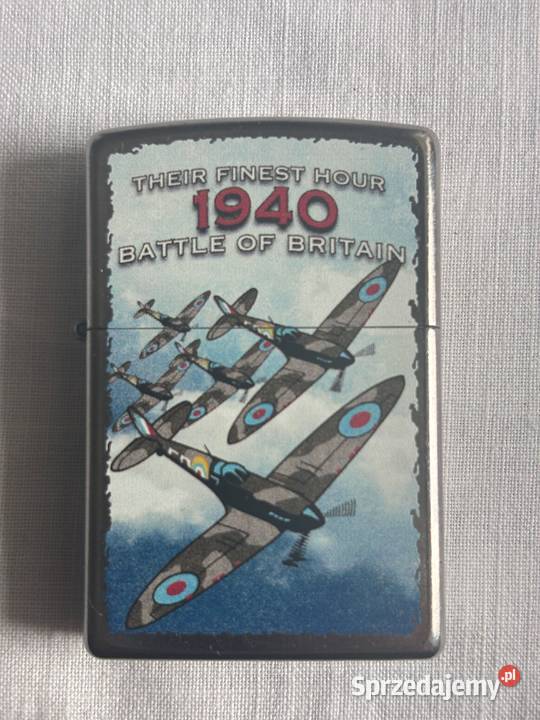 THEIR FINEST HOUR
1940
BATTLE OF BRITAIN
Sprzedajemy.pl